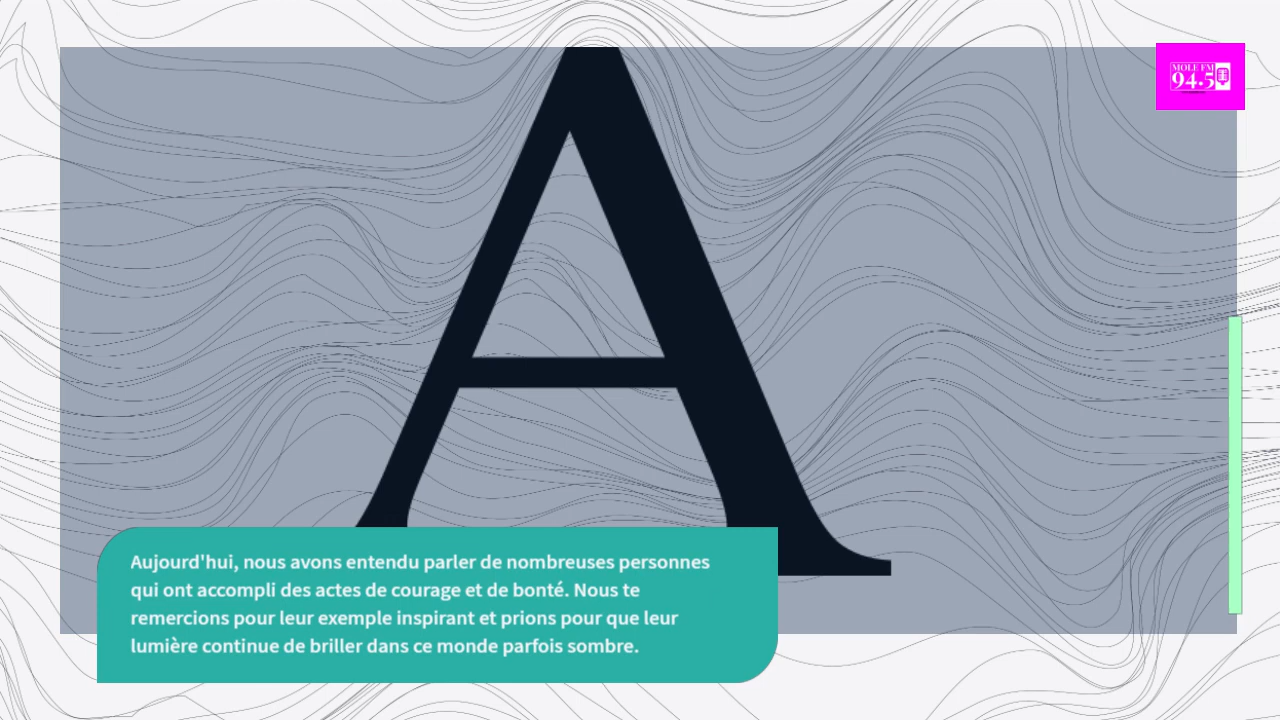 MOLE FM
94.5
A
Aujourd'hui, nous avons entendu parler de nombreuses personnes
qui ont accompli des actes de courage et de bonté. Nous te
remercions pour leur exemple inspirant et prions pour que leur
lumière continue de briller dans ce monde parfois sombre.